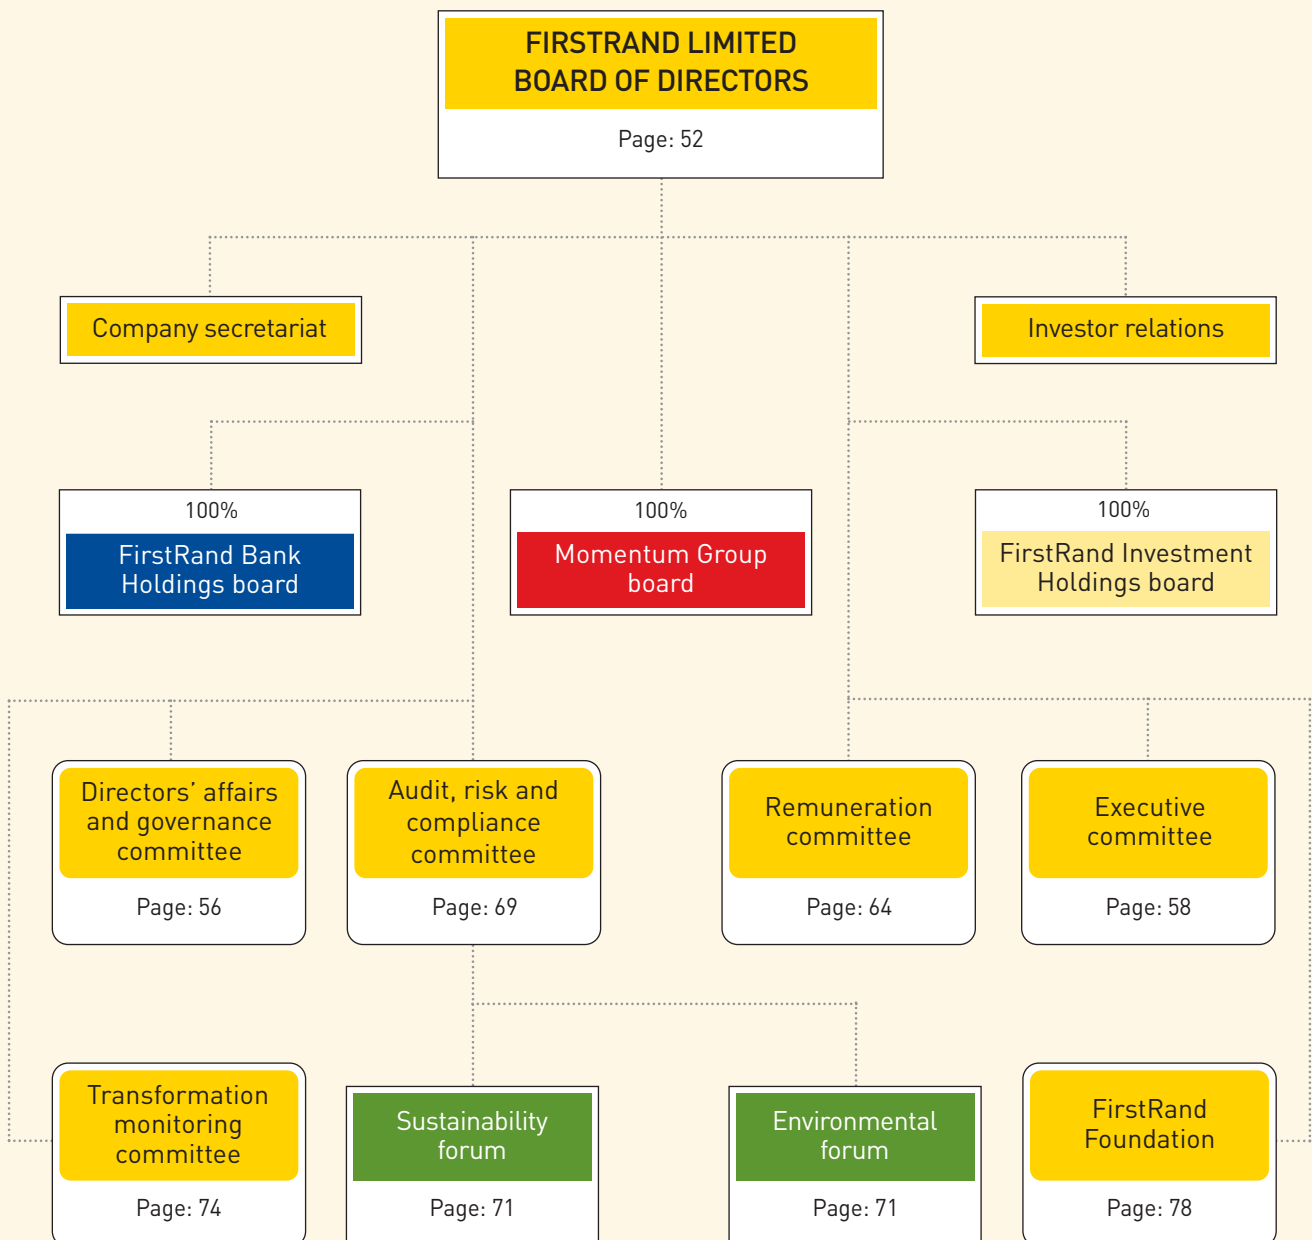 FIRSTRAND LIMITED
BOARD OF DIRECTORS
Page: 52
Company secretariat
Investor relations
100%
FirstRand Bank
Holdings board
100%
Momentum Group
board
100%
FirstRand Investment
Holdings board
Directors’ affairs
and governance
committee
Page: 56
Audit, risk and
compliance
committee
Page: 69
Remuneration
committee
Page: 64
Executive
committee
Page: 58
Transformation
monitoring
committee
Page: 74
Sustainability
forum
Page: 71
Environmental
forum
Page: 71
FirstRand
Foundation
Page: 78